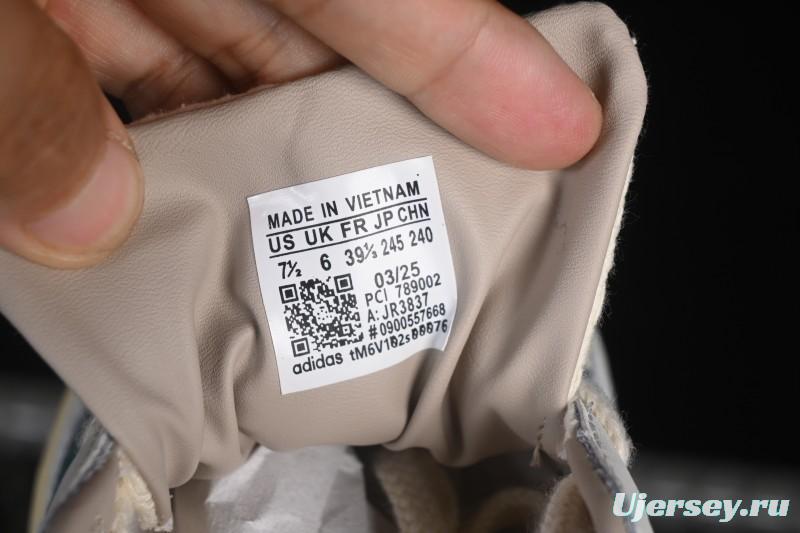 MADE IN VIETNAM
US UK FR JP CHN
7½ 6 39⅓ 245 240
03/25
PCI 789002
A: JR3837
#0900557668
adidas
Ujersey.ru